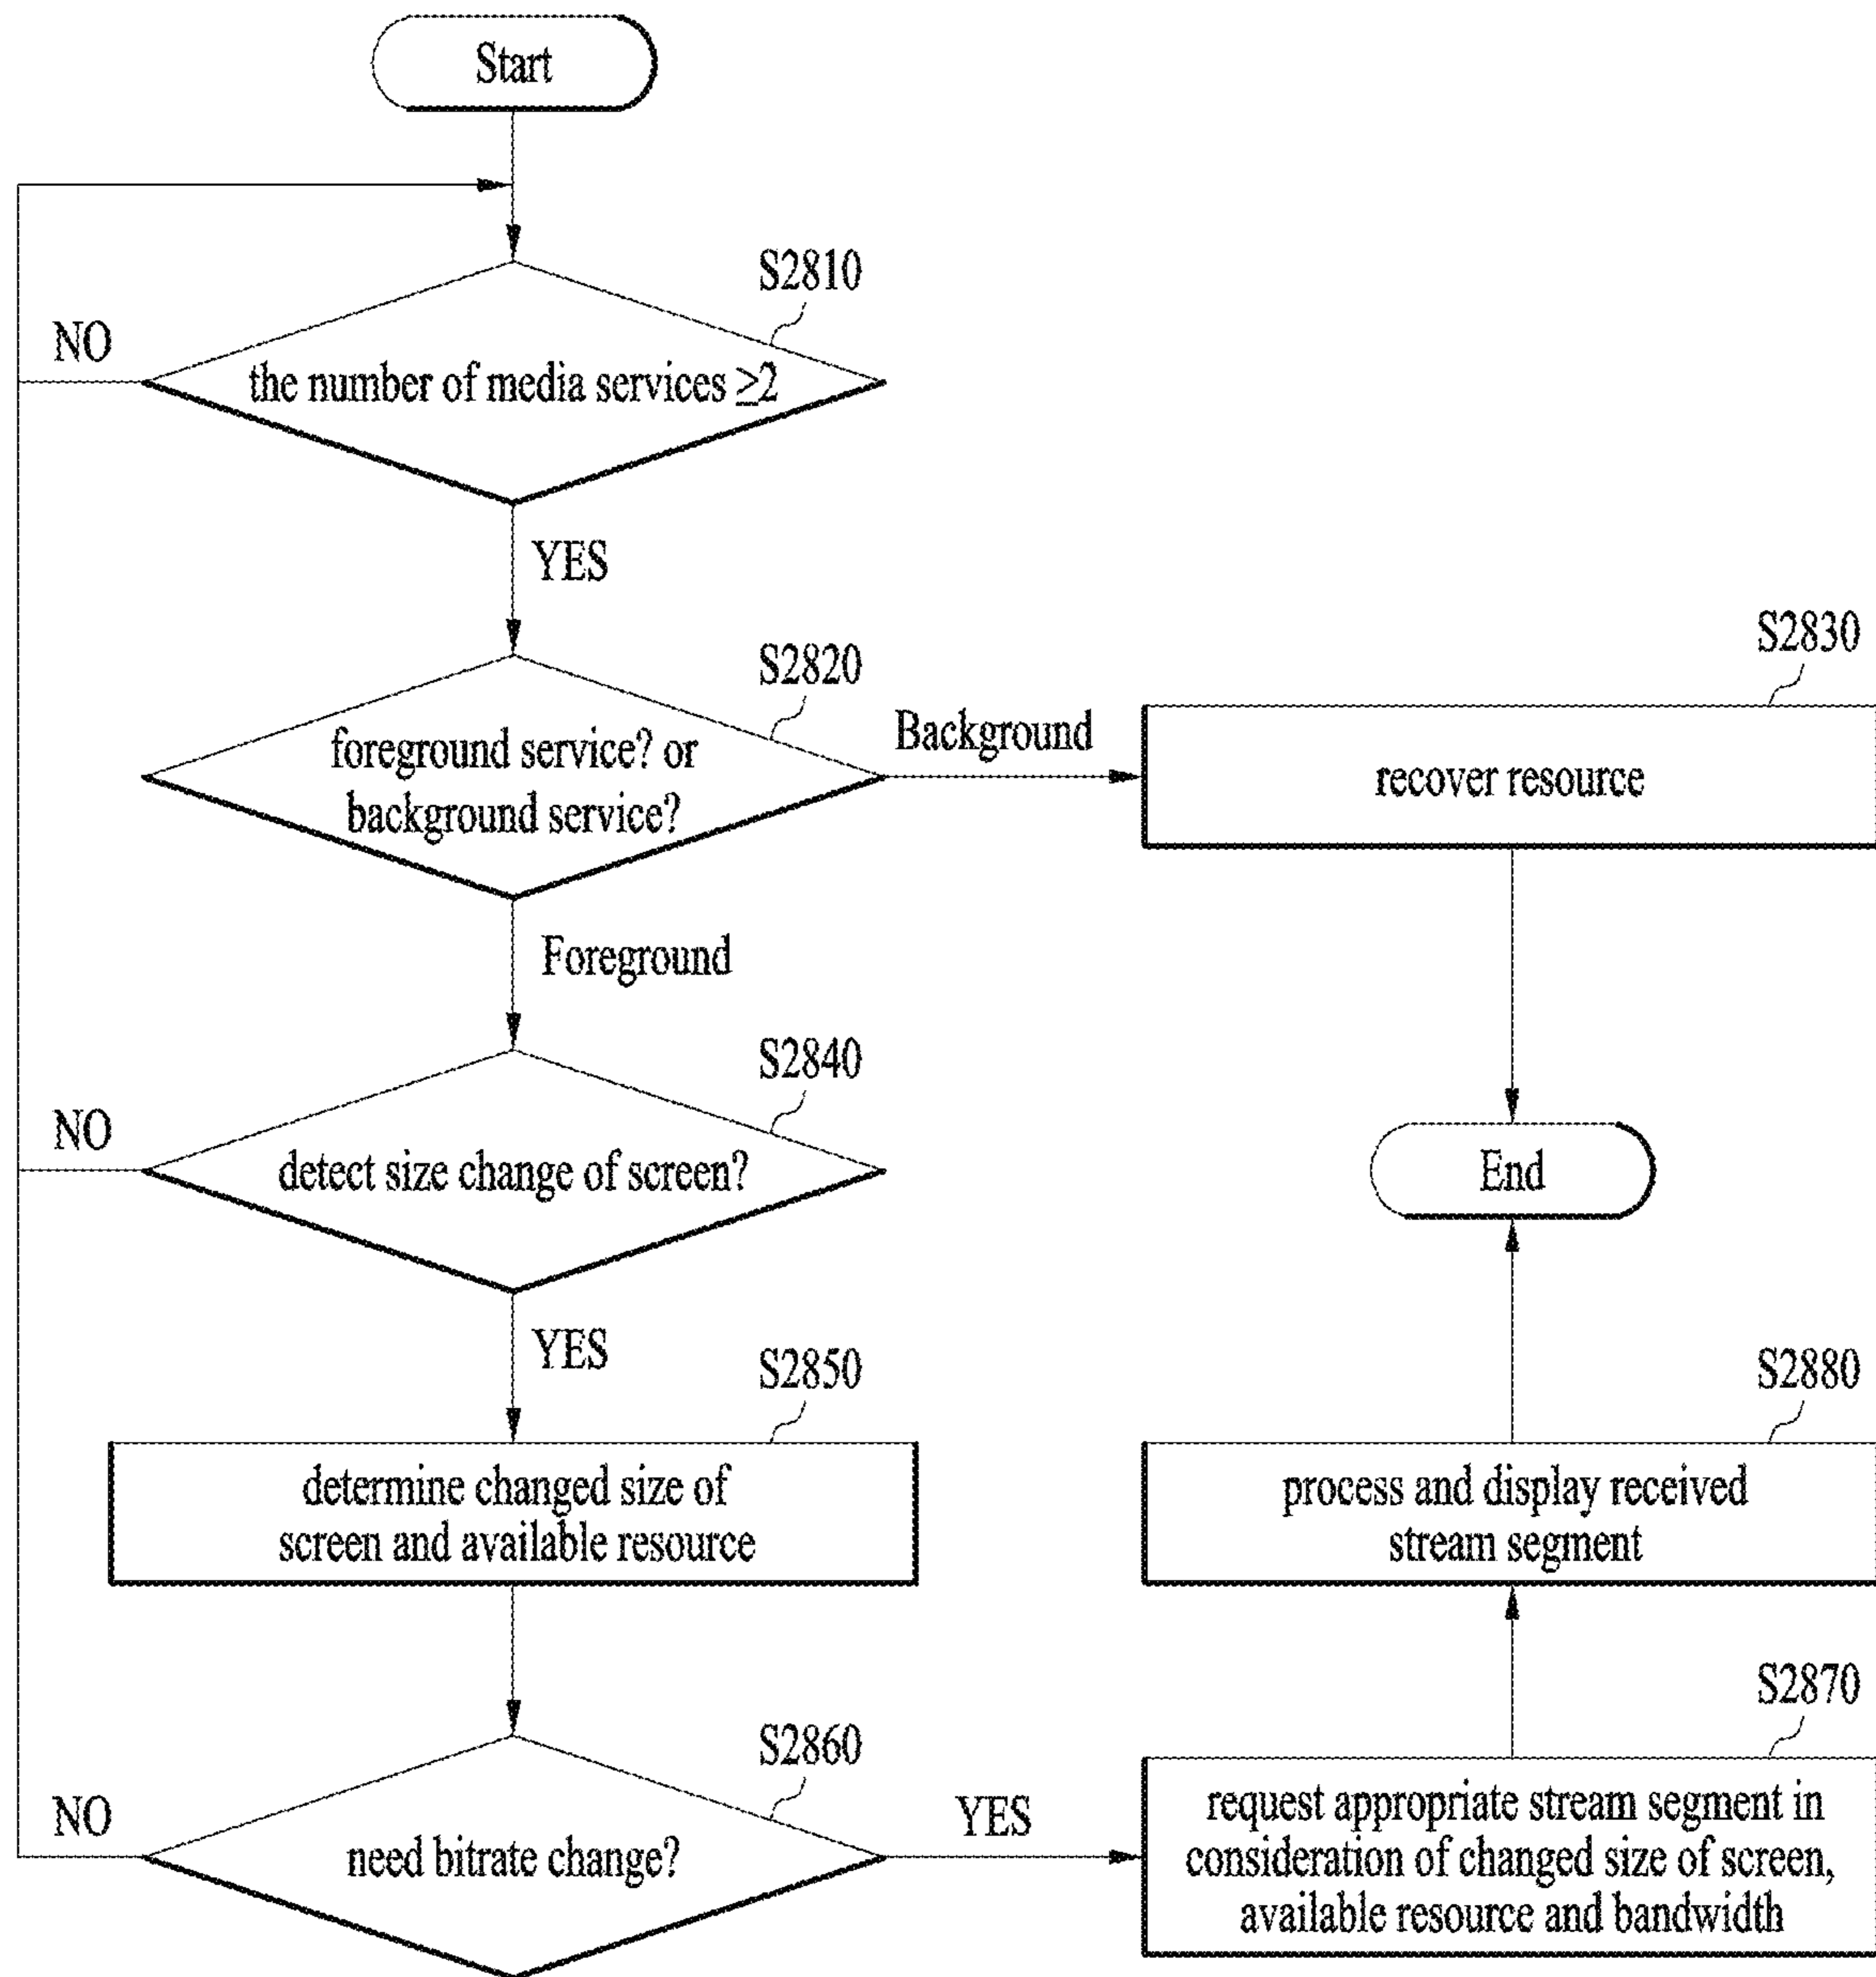 Start
S2810
NO
the number of media services ≥2
YES
S2820
S2830
foreground service? or
background service?
Background
recover resource
Foreground
S2840
NO
detect size change of screen?
End
YES
S2850
S2880
determine changed size of
screen and available resource
process and display received
stream segment
S2860
S2870
NO
need bitrate change?
YES
request appropriate stream segment in
consideration of changed size of screen,
available resource and bandwidth